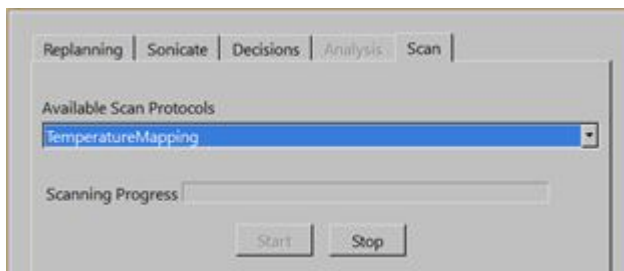 Replanning Sonicate Decisions Analysis Scan
Available Scan Protocols
TemperatureMapping
Scanning Progress
Start Stop